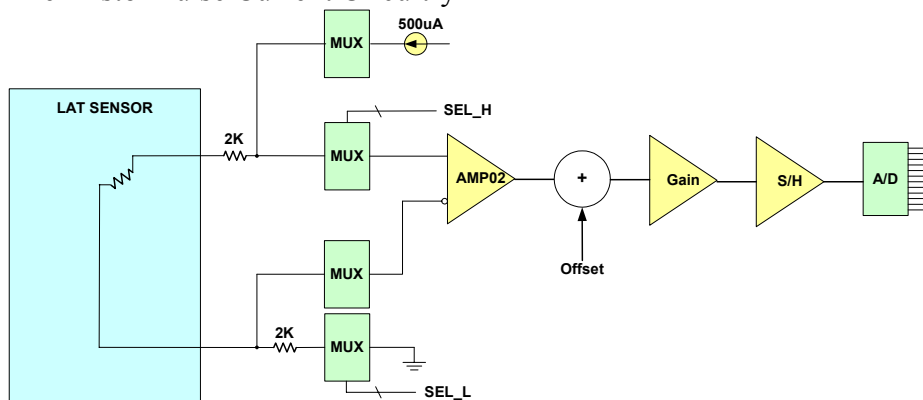 500uA
MUX
LAT SENSOR
SEL_H
2K
MUX
AMP02
+
Gain
S/H
A/D
MUX
Offset
2K
MUX
SEL_L